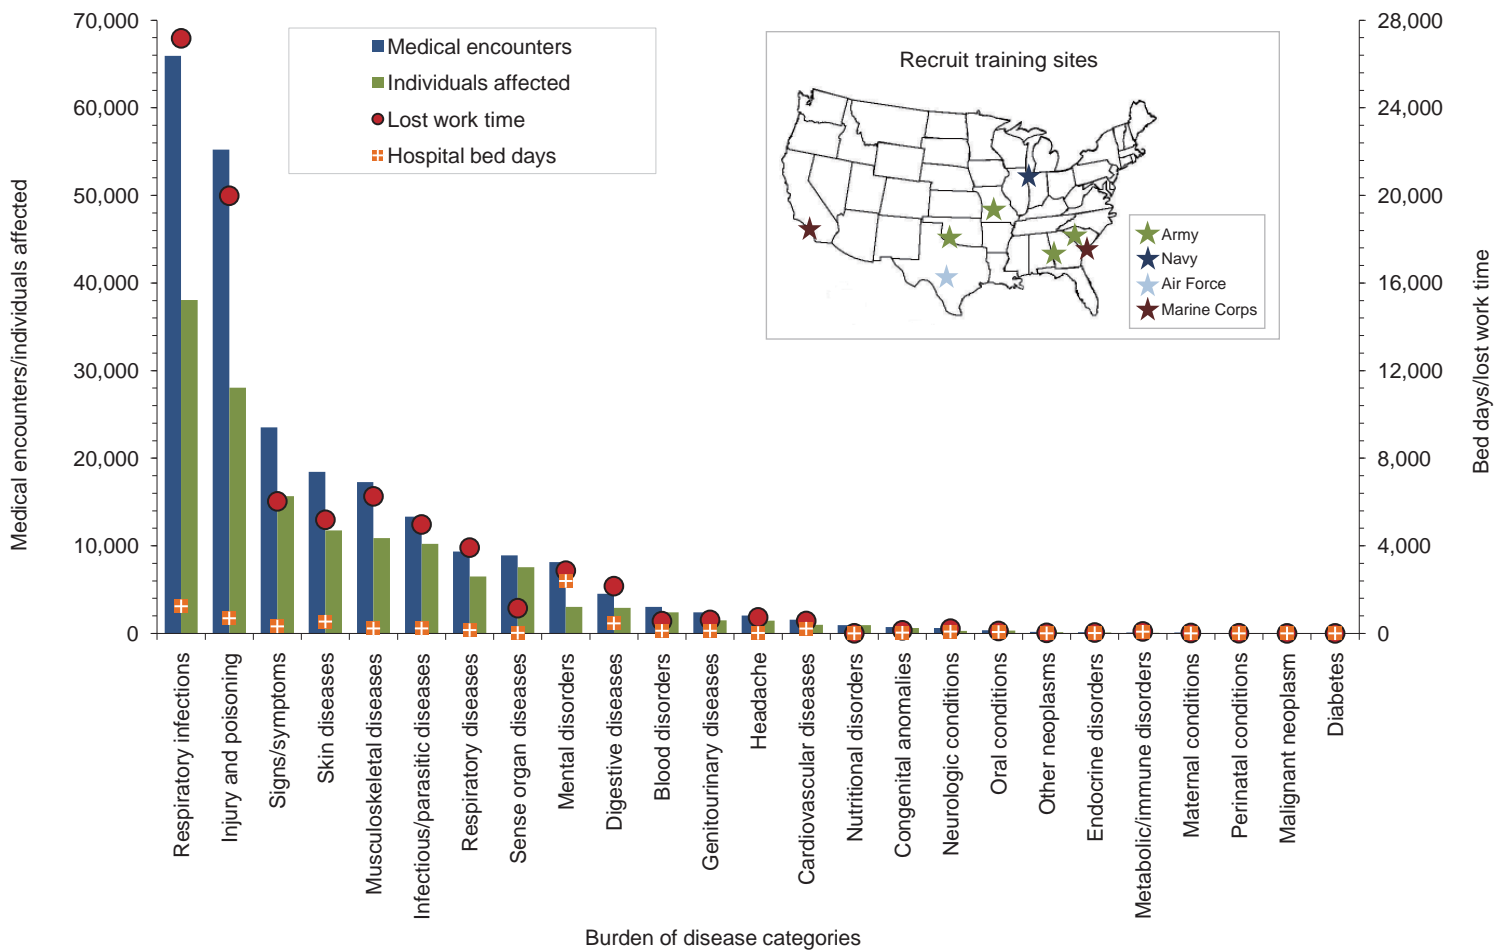 70,000
60,000
50,000
40,000
30,000
20,000
10,000
0
Medical encounters/individuals affected
Medical encounters
Individuals affected
Lost work time
Hospital bed days
Recruit training sites
Army
Navy
Air Force
Marine Corps
28,000
24,000
20,000
16,000
12,000
8,000
4,000
0
Bed days/lost work time
Respiratory infections
Injury and poisoning
Signs/symptoms
Skin diseases
Musculoskeletal diseases
Infectious/parasitic diseases
Respiratory diseases
Sense organ diseases
Mental disorders
Digestive diseases
Blood disorders
Genitourinary diseases
Headache
Cardiovascular diseases
Nutritional disorders
Congenital anomalies
Neurologic conditions
Oral conditions
Other neoplasms
Endocrine disorders
Metabolic/immune disorders
Maternal conditions
Perinatal conditions
Malignant neoplasm
Diabetes
Burden of disease categories